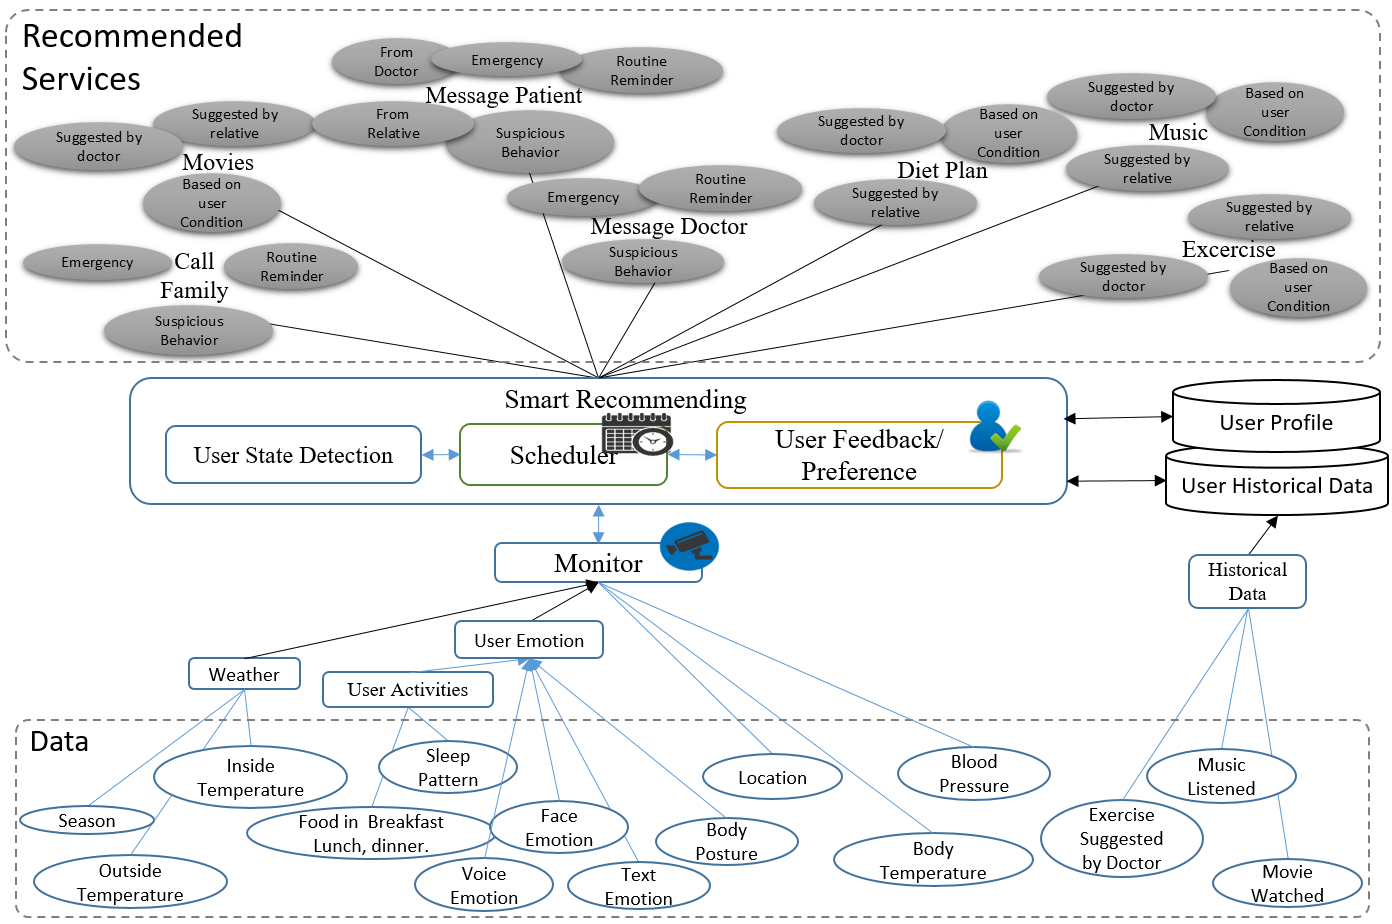 Recommended
Services
From
Doctor
Emergency
Routine
Reminder
Message Patient
Suggested by
doctor
Suggested by
relative
From
Relative
Suspicious
Behavior
Movies
Based on
user
Condition
Emergency
Routine
Reminder
Message Doctor
Suspicious
Behavior
Emergency
Call
Family
Routine
Reminder
Suspicious
Behavior
Suggested by
doctor
Based on
user
Condition
Diet Plan
Suggested by
relative
Suggested by
doctor
Based on
user
Condition
Music
Suggested by
relative
Suggested by
relative
Excercise
Suggested by
doctor
Based on
user
Condition
Smart Recommending
User State Detection
Scheduler
User Feedback/
Preference
User Profile
User Historical Data
Monitor
Historical
Data
User Emotion
Weather
User Activities
Data
Inside
Temperature
Season
Outside
Temperature
Sleep
Pattern
Food in  Breakfast
Lunch, dinner.
Face
Emotion
Voice
Emotion
Text
Emotion
Body
Posture
Location
Blood
Pressure
Body
Temperature
Exercise
Suggested
by Doctor
Music
Listened
Movie
Watched